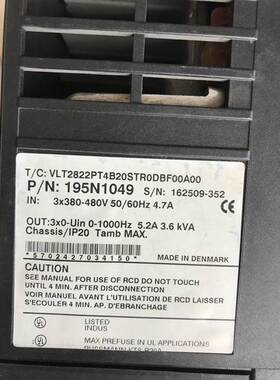 T/C: VLT2822PT4B20STR0DBF00A00
P/N: 195N1049 S/N: 162509-352
IN: 3x380-480V 50/60Hz 4.7A
OUT:3x0-Uin 0-1000Hz 5.2A 3.6 kVA
Chassis/IP20 Tamb MAX.
*5702427034150*
MADE IN DENMARK
CAUTION
SEE MANUAL FOR USE OF RCD DO NOT TOUCH
UNTIL 4 MIN. AFTER DISCONNECTION
VOIR MANUEL D'UTILISATION DU RCD LAISSER
S'ECOULER 4 MIN. AP. D'EBRANCHAGE
LISTED
INDUS
MAX PREFUSE IN UL APPLICATIONS